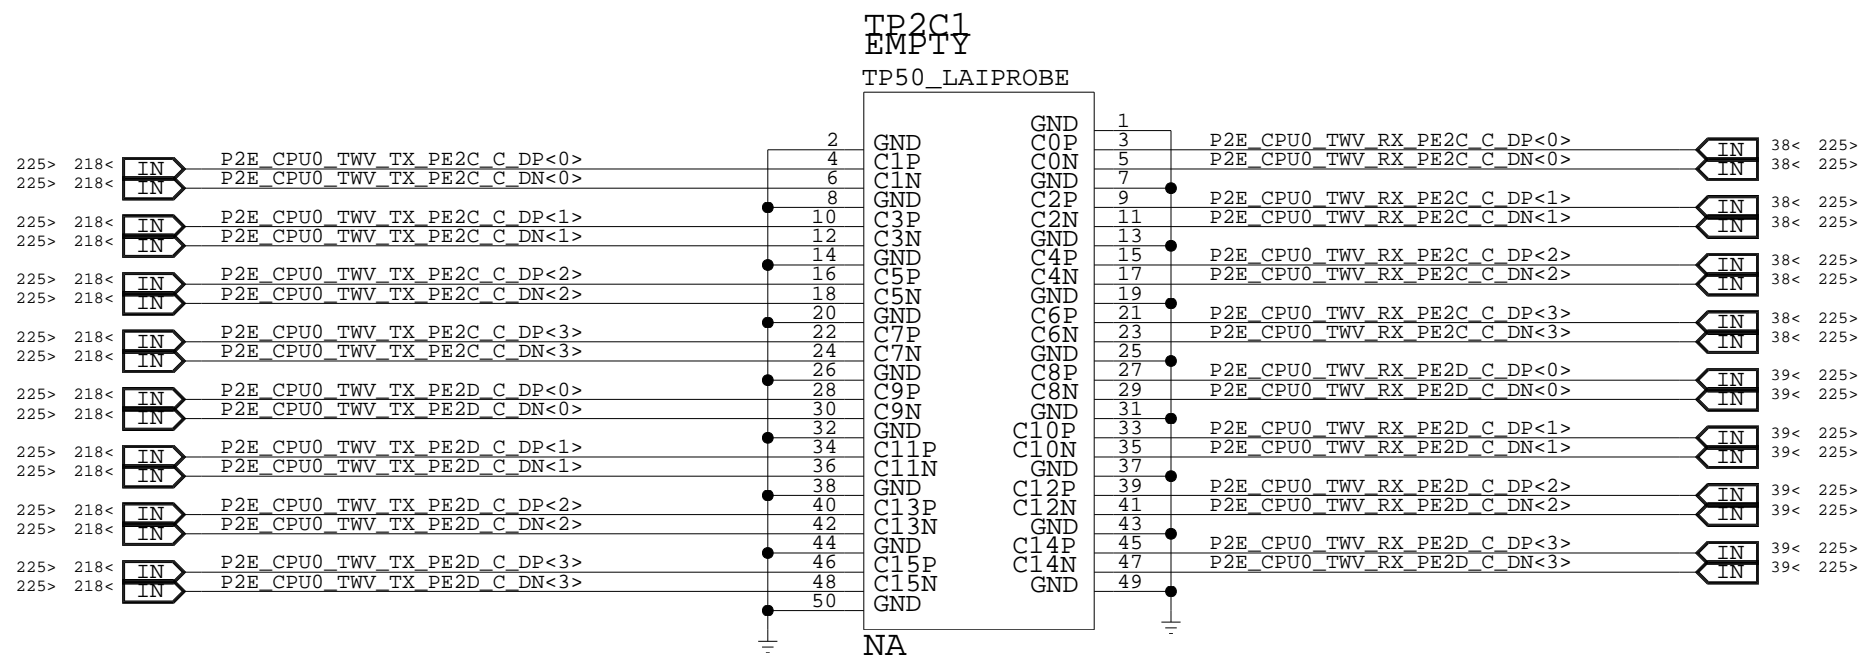 TP2C1
EMPTY
TP50_LAIPROBE
GND 1
2 GND C0P 3 P2E_CPU0_TWV_RX_PE2C_C_DP<0> IN 38< 225>
225> 218< IN P2E_CPU0_TWV_TX_PE2C_C_DP<0> 4 C1P C0N 5 P2E_CPU0_TWV_RX_PE2C_C_DN<0> IN 38< 225>
225> 218< IN P2E_CPU0_TWV_TX_PE2C_C_DN<0> 6 C1N GND 7
8 GND C2P 9 P2E_CPU0_TWV_RX_PE2C_C_DP<1> IN 38< 225>
225> 218< IN P2E_CPU0_TWV_TX_PE2C_C_DP<1> 10 C3P C2N 11 P2E_CPU0_TWV_RX_PE2C_C_DN<1> IN 38< 225>
225> 218< IN P2E_CPU0_TWV_TX_PE2C_C_DN<1> 12 C3N GND 13
14 GND C4P 15 P2E_CPU0_TWV_RX_PE2C_C_DP<2> IN 38< 225>
225> 218< IN P2E_CPU0_TWV_TX_PE2C_C_DP<2> 16 C5P C4N 17 P2E_CPU0_TWV_RX_PE2C_C_DN<2> IN 38< 225>
225> 218< IN P2E_CPU0_TWV_TX_PE2C_C_DN<2> 18 C5N GND 19
20 GND C6P 21 P2E_CPU0_TWV_RX_PE2C_C_DP<3> IN 38< 225>
225> 218< IN P2E_CPU0_TWV_TX_PE2C_C_DP<3> 22 C7P C6N 23 P2E_CPU0_TWV_RX_PE2C_C_DN<3> IN 38< 225>
225> 218< IN P2E_CPU0_TWV_TX_PE2C_C_DN<3> 24 C7N GND 25
26 GND C8P 27 P2E_CPU0_TWV_RX_PE2D_C_DP<0> IN 39< 225>
225> 218< IN P2E_CPU0_TWV_TX_PE2D_C_DP<0> 28 C9P C8N 29 P2E_CPU0_TWV_RX_PE2D_C_DN<0> IN 39< 225>
225> 218< IN P2E_CPU0_TWV_TX_PE2D_C_DN<0> 30 C9N GND 31
32 GND C10P 33 P2E_CPU0_TWV_RX_PE2D_C_DP<1> IN 39< 225>
225> 218< IN P2E_CPU0_TWV_TX_PE2D_C_DP<1> 34 C11P C10N 35 P2E_CPU0_TWV_RX_PE2D_C_DN<1> IN 39< 225>
225> 218< IN P2E_CPU0_TWV_TX_PE2D_C_DN<1> 36 C11N GND 37
38 GND C12P 39 P2E_CPU0_TWV_RX_PE2D_C_DP<2> IN 39< 225>
225> 218< IN P2E_CPU0_TWV_TX_PE2D_C_DP<2> 40 C13P C12N 41 P2E_CPU0_TWV_RX_PE2D_C_DN<2> IN 39< 225>
225> 218< IN P2E_CPU0_TWV_TX_PE2D_C_DN<2> 42 C13N GND 43
44 GND C14P 45 P2E_CPU0_TWV_RX_PE2D_C_DP<3> IN 39< 225>
225> 218< IN P2E_CPU0_TWV_TX_PE2D_C_DP<3> 46 C15P C14N 47 P2E_CPU0_TWV_RX_PE2D_C_DN<3> IN 39< 225>
225> 218< IN P2E_CPU0_TWV_TX_PE2D_C_DN<3> 48 C15N GND 49
50 GND
NA